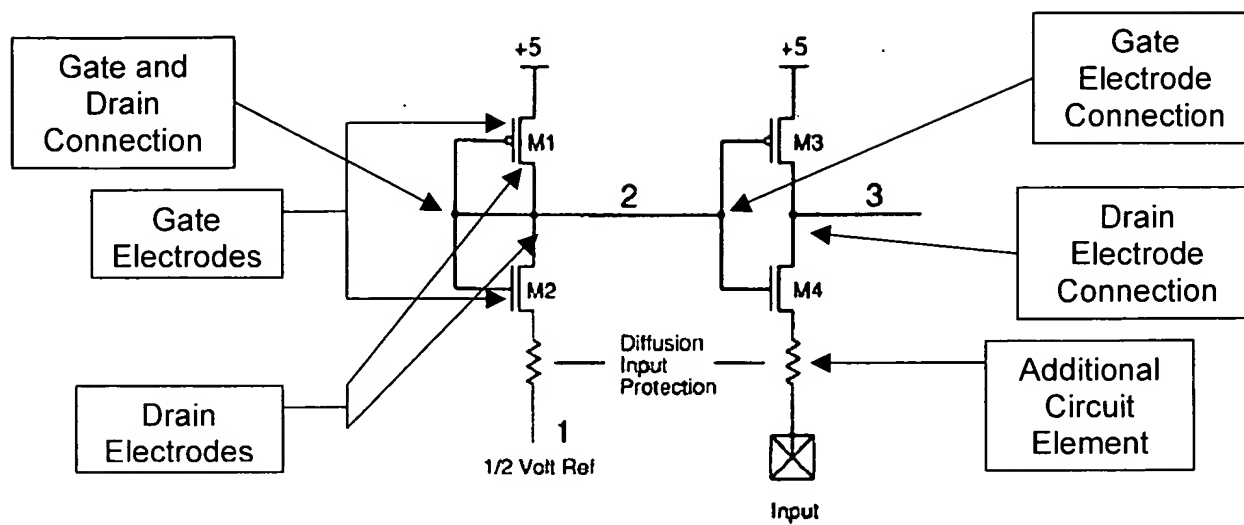 Gate and
Drain
Connection
Gate
Electrodes
Drain
Electrodes
+5
M1
M2
1
1/2 Volt Ref
2
Diffusion
Input
Protection
+5
M3
M4
3
Input
Gate
Electrode
Connection
Drain
Electrode
Connection
Additional
Circuit
Element